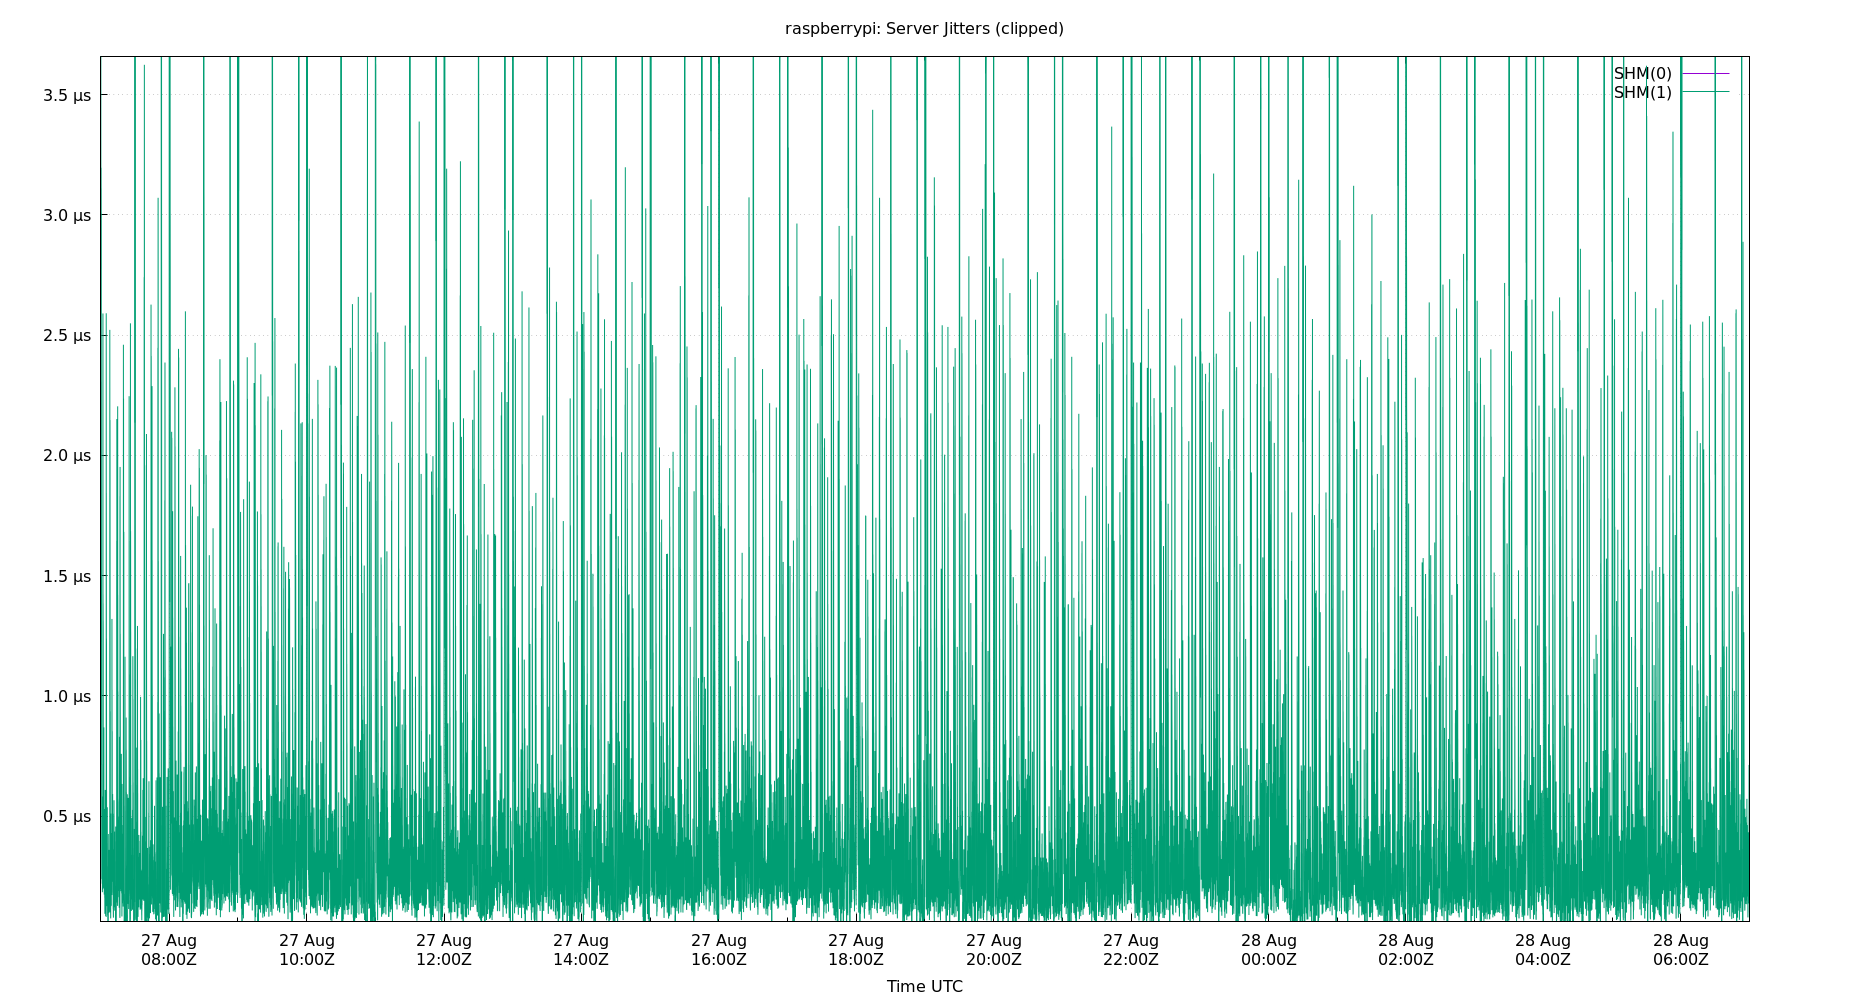 raspberrypi: Server Jitters (clipped)
SHM(0)
SHM(1)
3.5 µs
3.0 µs
2.5 µs
2.0 µs
1.5 µs
1.0 µs
0.5 µs
27 Aug 27 Aug 27 Aug 27 Aug 27 Aug 27 Aug 27 Aug 27 Aug 28 Aug 28 Aug 28 Aug 28 Aug
08:00Z 10:00Z 12:00Z 14:00Z 16:00Z 18:00Z 20:00Z 22:00Z 00:00Z 02:00Z 04:00Z 06:00Z
Time UTC